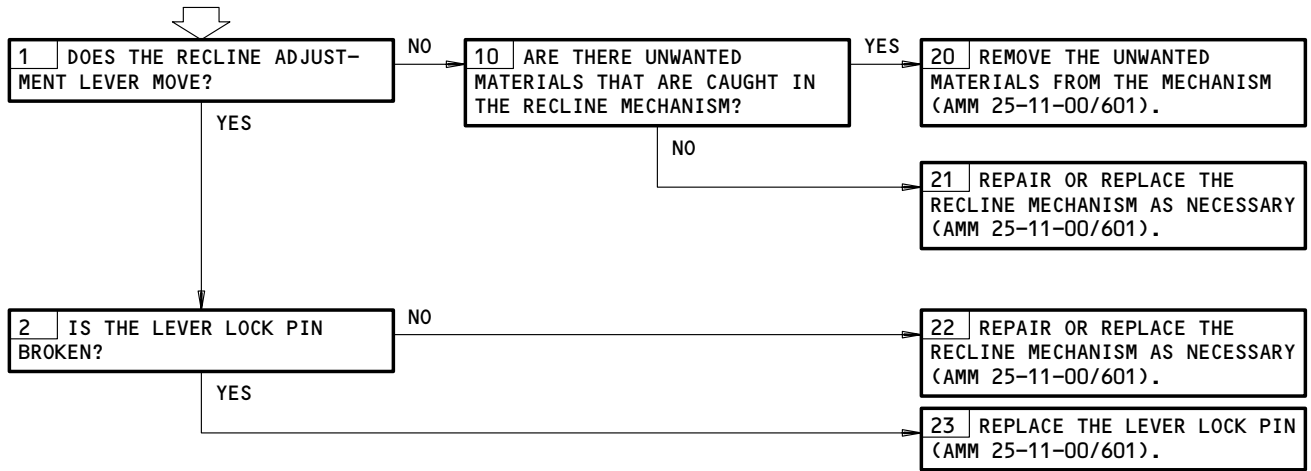 1 DOES THE RECLINE ADJUST-
MENT LEVER MOVE?
NO
YES
10 ARE THERE UNWANTED
MATERIALS THAT ARE CAUGHT IN
THE RECLINE MECHANISM?
YES
NO
20 REMOVE THE UNWANTED
MATERIALS FROM THE MECHANISM
(AMM 25-11-00/601).
21 REPAIR OR REPLACE THE
RECLINE MECHANISM AS NECESSARY
(AMM 25-11-00/601).
2 IS THE LEVER LOCK PIN
BROKEN?
NO
YES
22 REPAIR OR REPLACE THE
RECLINE MECHANISM AS NECESSARY
(AMM 25-11-00/601).
23 REPLACE THE LEVER LOCK PIN
(AMM 25-11-00/601).